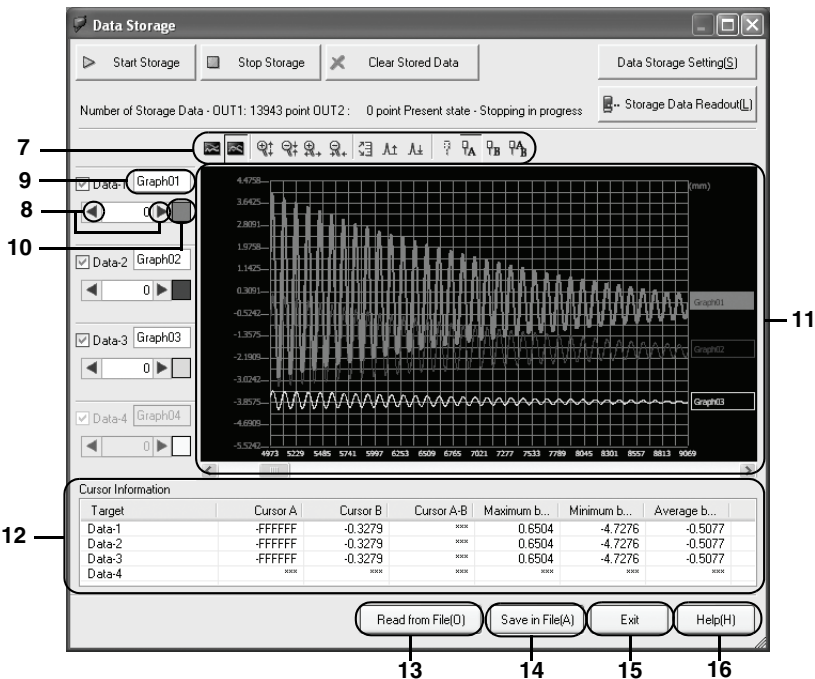 Data Storage
Start Storage Stop Storage Clear Stored Data Data Storage Setting(S)
Number of Storage Data - OUT1: 13943 point OUT2 : 0 point Present state - Stopping in progress Storage Data Readout(L)
7
A B A B
9 Data-1 Graph01
8 0
10
Data-2 Graph02
0
Data-3 Graph03
0
Data-4 Graph04
0
4.4758 (mm)
3.6425
2.8091
1.9758
1.1425
0.3091 Graph01
-0.5242 11
-1.3575
-2.1909 Graph02
-3.0242
-3.8575 Graph03
-4.6909
-5.5242
4973 5229 5485 5741 5997 6253 6509 6765 7021 7277 7533 7789 8045 8301 8557 8813 9069
Cursor Information
Target Cursor A Cursor B Cursor A-B Maximum b... Minimum b... Average b...
12 Data-1 -FFFFFF -0.3279 *** 0.6504 -4.7276 -0.5077
Data-2 -FFFFFF -0.3279 *** 0.6504 -4.7276 -0.5077
Data-3 -FFFFFF -0.3279 *** 0.6504 -4.7276 -0.5077
Data-4 *** *** *** *** *** ***
Read from File(O) Save in File(A) Exit Help(H)
13 14 15 16